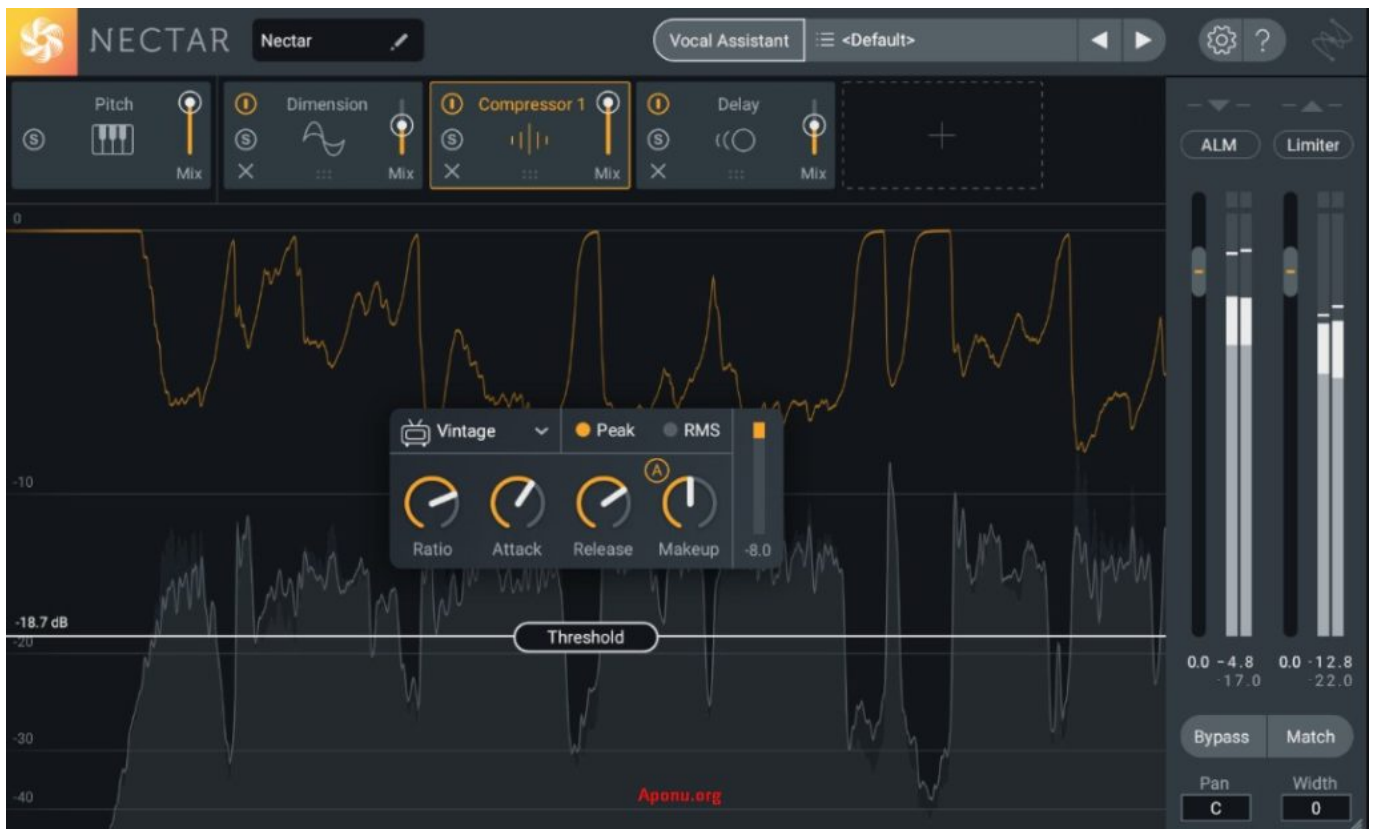 NECTAR
Nectar
Vocal Assistant
<Default>
?
Pitch
S
Mix
Dimension
S
Mix
Compressor 1
S
Mix
Delay
S
Mix
+
ALM
Limiter
0
-10
-18.7 dB
-20
-30
-40
Vintage
Peak
RMS
A
Ratio
Attack
Release
Makeup
-8.0
Threshold
0.0 -4.8
-17.0
0.0 -12.8
-22.0
Bypass
Match
Pan
C
Width
0
Aponu.org